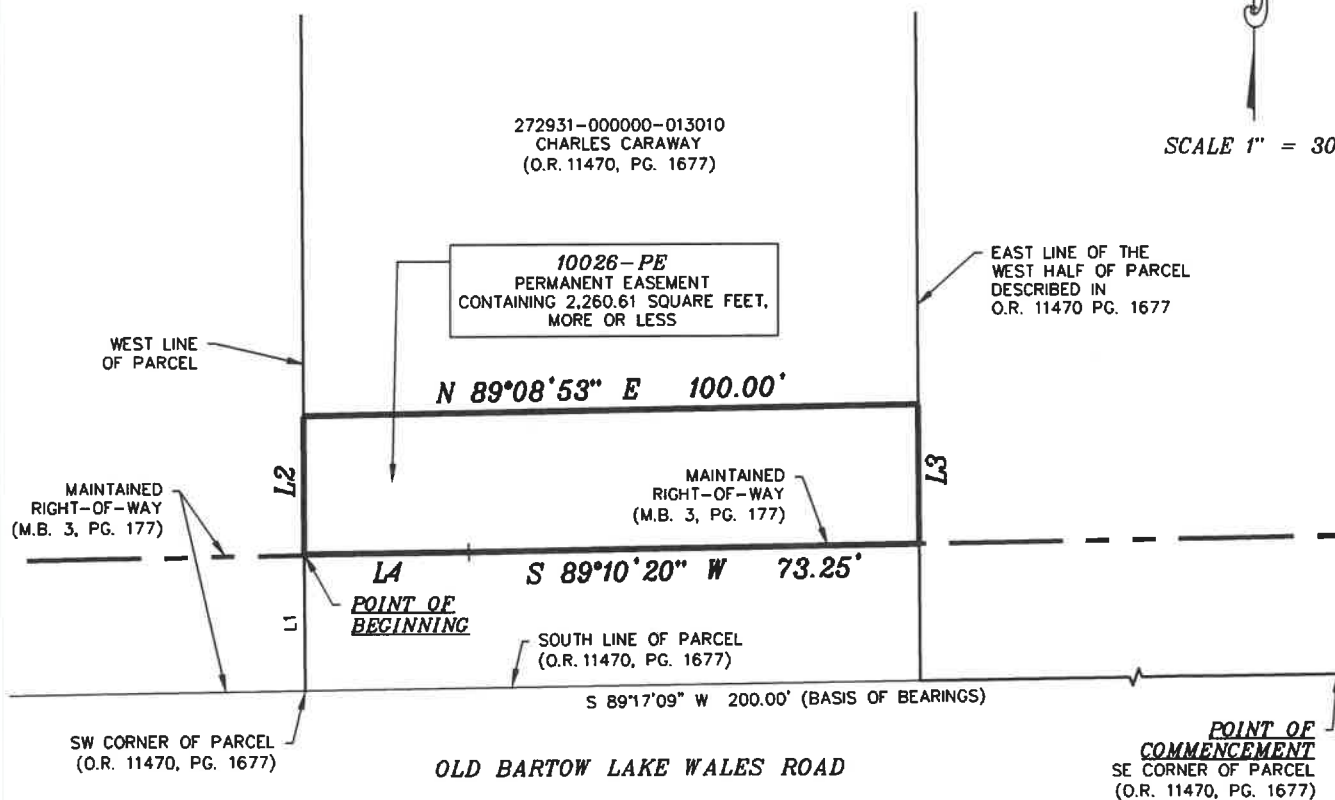 272931-000000-013010
CHARLES CARAWAY
(O.R. 11470, PG. 1677)
SCALE 1" = 30
10026-PE
PERMANENT EASEMENT
CONTAINING 2,260.61 SQUARE FEET,
MORE OR LESS
EAST LINE OF THE
WEST HALF OF PARCEL
DESCRIBED IN
O.R. 11470 PG. 1677
WEST LINE
OF PARCEL
N 89°08'53" E 100.00'
L2
L3
MAINTAINED
RIGHT-OF-WAY
(M.B. 3, PG. 177)
MAINTAINED
RIGHT-OF-WAY
(M.B. 3, PG. 177)
L4
S 89°10'20" W 73.25'
POINT OF
BEGINNING
L1
SOUTH LINE OF PARCEL
(O.R. 11470, PG. 1677)
S 89°17'09" W 200.00' (BASIS OF BEARINGS)
SW CORNER OF PARCEL
(O.R. 11470, PG. 1677)
OLD BARTOW LAKE WALES ROAD
POINT OF
COMMENCEMENT
SE CORNER OF PARCEL
(O.R. 11470, PG. 1677)